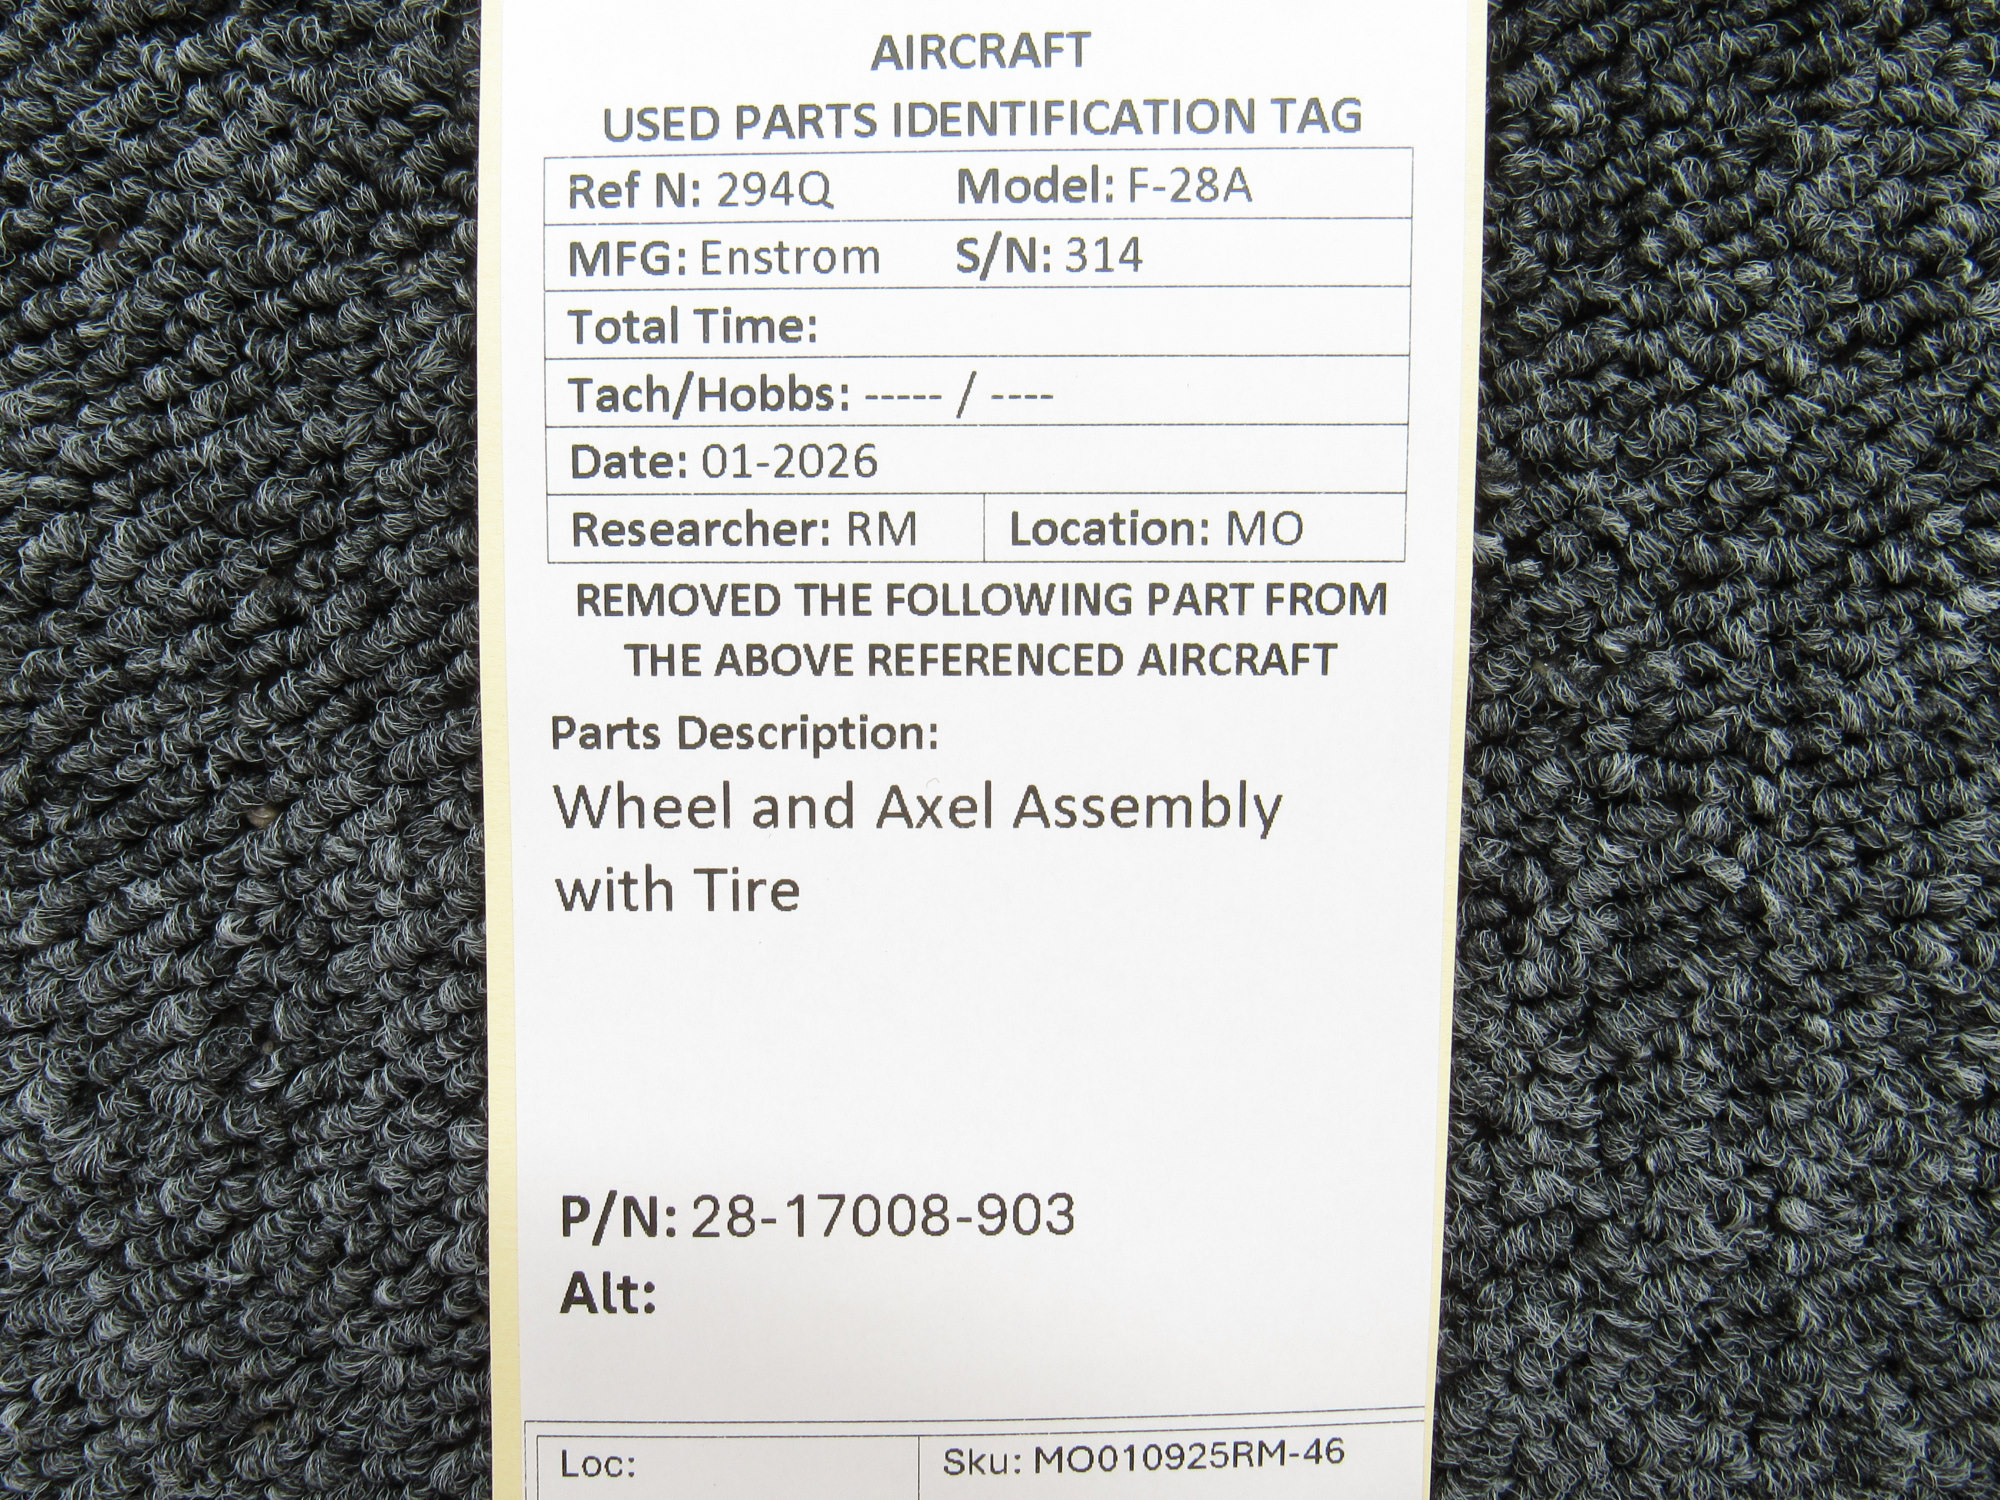 AIRCRAFT
USED PARTS IDENTIFICATION TAG
Ref N: 294Q Model: F-28A
MFG: Enstrom S/N: 314
Total Time:
Tach/Hobbs: ----- / ----
Date: 01-2026
Researcher: RM Location: MO
REMOVED THE FOLLOWING PART FROM
THE ABOVE REFERENCED AIRCRAFT
Parts Description:
Wheel and Axel Assembly
with Tire
P/N: 28-17008-903
Alt:
Loc: Sku: MO010925RM-46